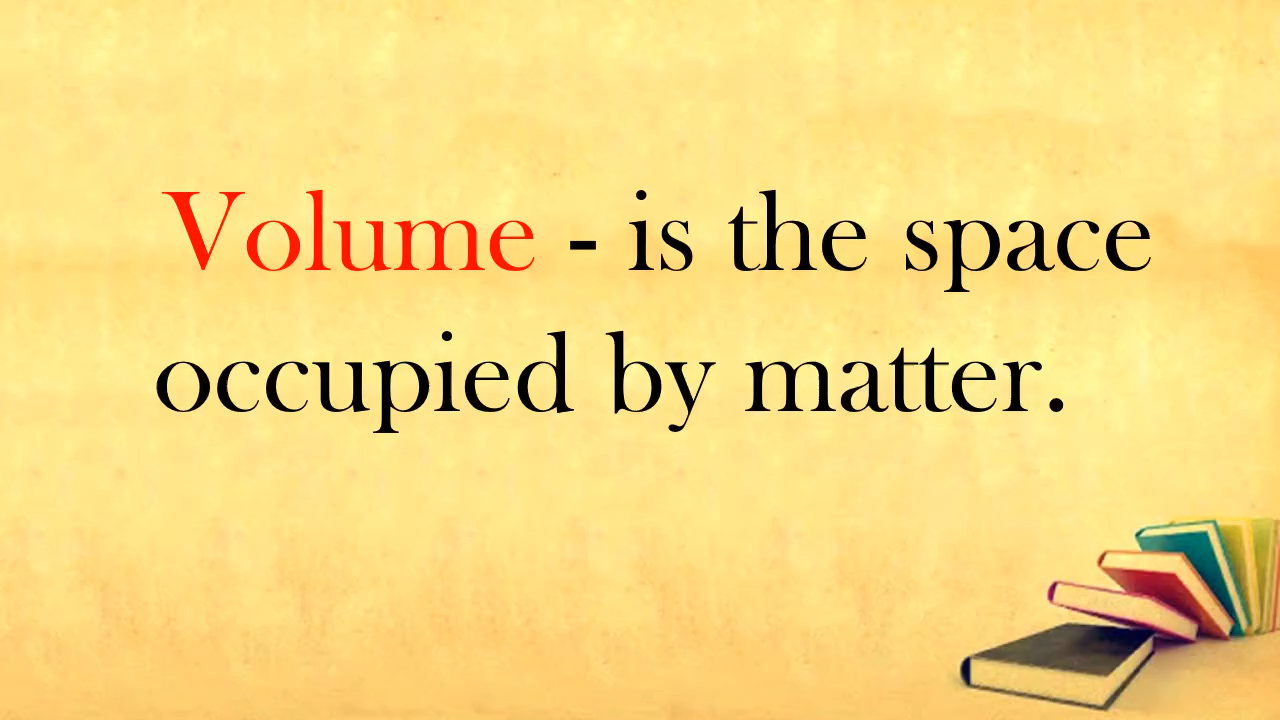 Volume - is the space
occupied by matter.